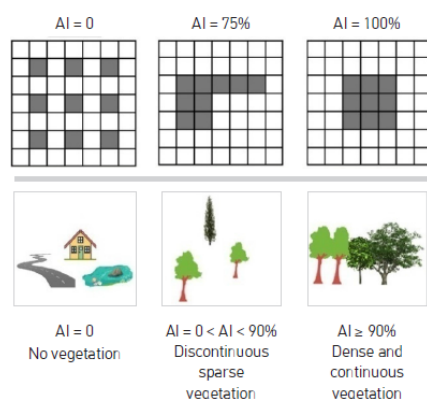 AI = 0
AI = 75%
AI = 100%
AI = 0
No vegetation
AI = 0 < AI < 90%
Discontinuous
sparse
vegetation
AI ≥ 90%
Dense and
continuous
vegetation